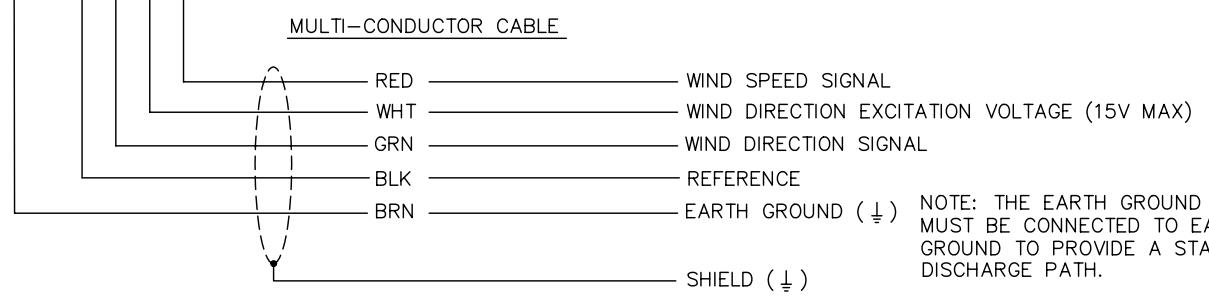 MULTI-CONDUCTOR CABLE
RED WIND SPEED SIGNAL
WHT WIND DIRECTION EXCITATION VOLTAGE (15V MAX)
GRN WIND DIRECTION SIGNAL
BLK REFERENCE
BRN EARTH GROUND (⏚)
SHIELD (⏚)
NOTE: THE EARTH GROUND
MUST BE CONNECTED TO
GROUND TO PROVIDE A
DISCHARGE PATH.